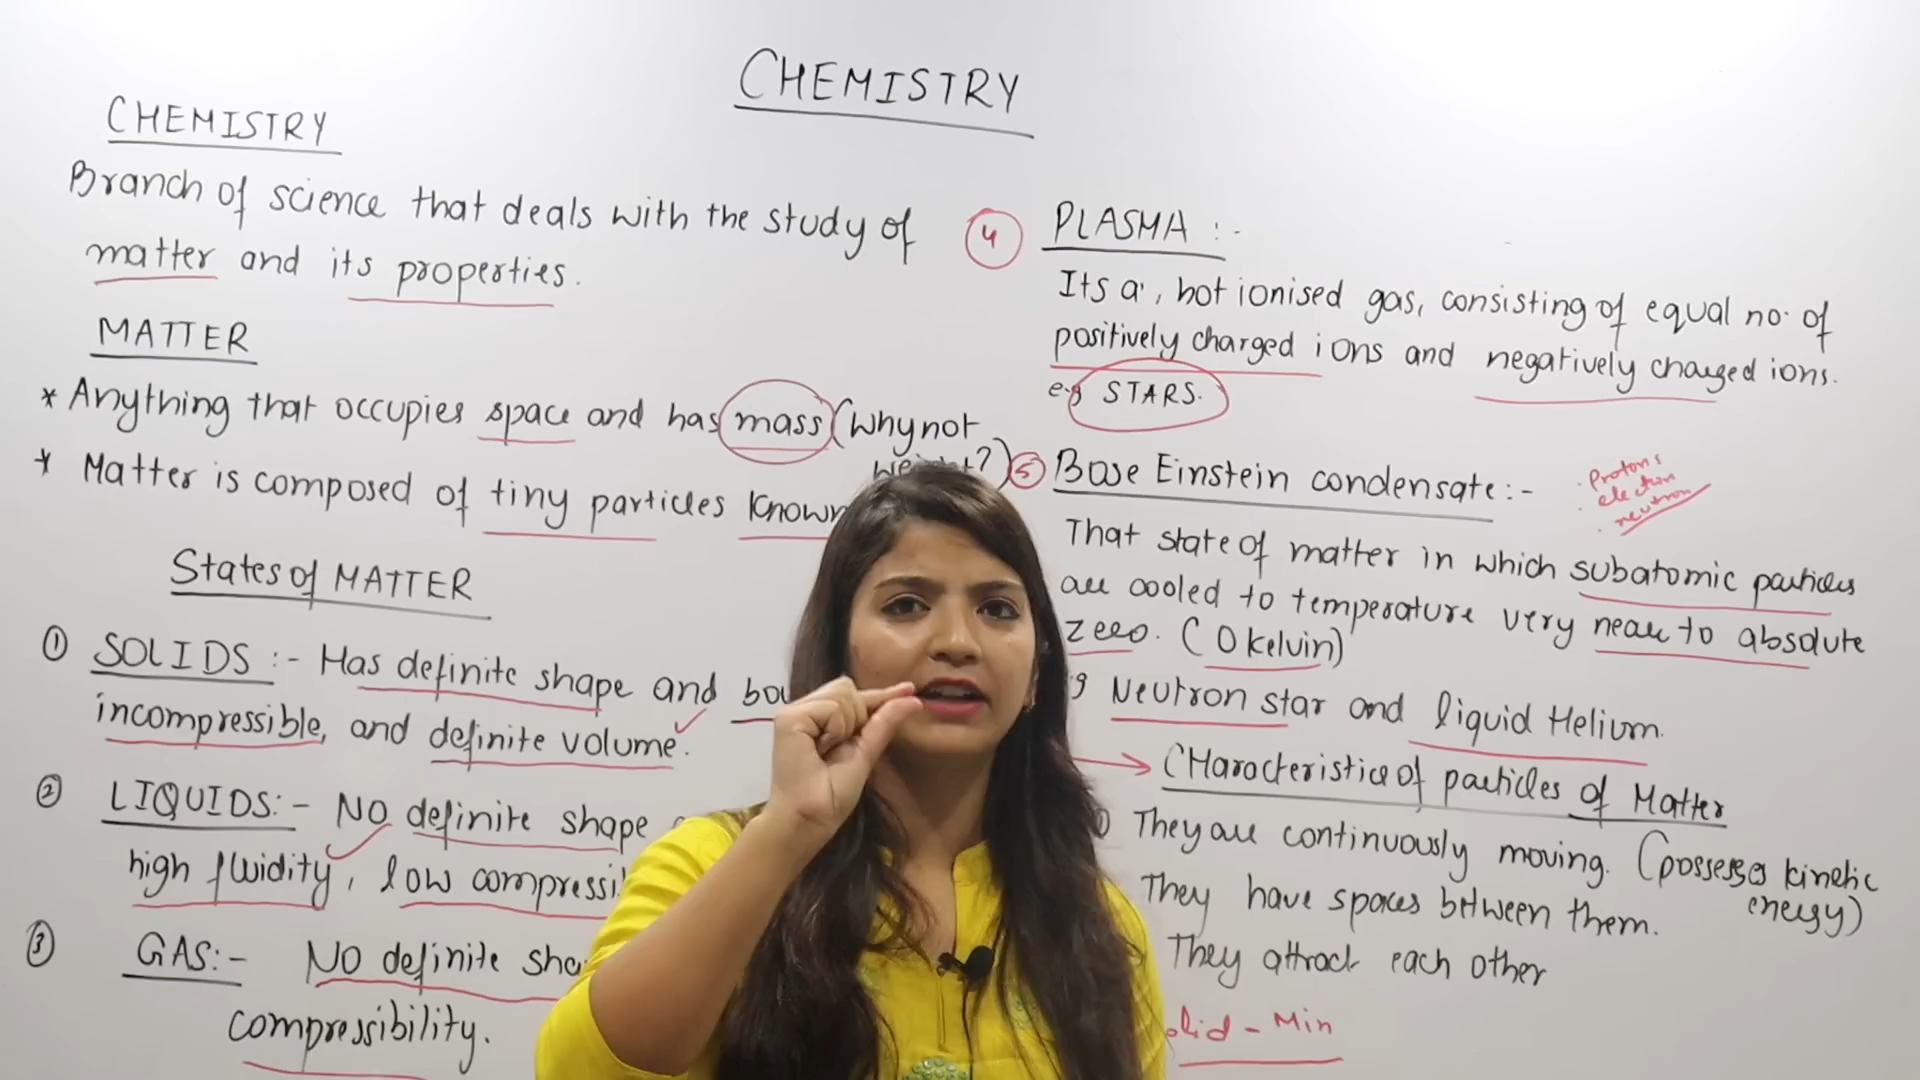 CHEMISTRY
CHEMISTRY
Branch of science that deals with the study of
matter and its properties.
MATTER
* Anything that occupies space and has mass (Why not
weight?)
* Matter is composed of tiny particles known
States of MATTER
① SOLIDS :- Has definite shape and
incompressible, and definite volume.
② LIQUIDS:- NO definite shape
high fluidity, low
③ GAS:- NO definite
compressibility.
④ PLASMA :-
Its a, hot ionised gas, consisting of equal no. of
positively charged ions and negatively charged ions.
e.g STARS.
⑤ Bose Einstein condensate:-
Protons
electron
neutron
That state of matter in which subatomic particles
are cooled to temperature very near to absolute
zero. (0 kelvin)
Neutron star and liquid Helium.
→ CHaracteristics of particles of Matter
They are continuously moving. (possesses kinetic
energy)
They have spaces between them.
They attract each other
- Min